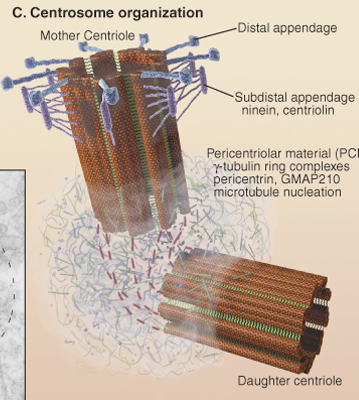 C. Centrosome organization
Mother Centriole
Distal appendage
Subdistal appendage
ninein, centriolin
Pericentriolar material (PCM
γ-tubulin ring complexes
pericentrin, GMAP210
microtubule nucleation
Daughter centriole